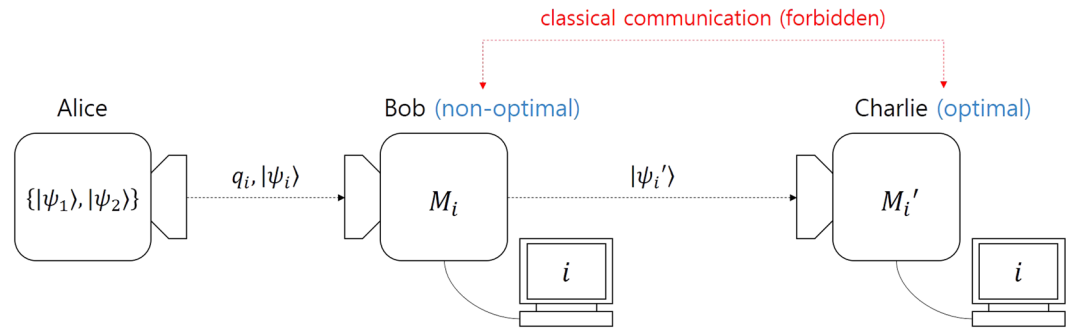 classical communication (forbidden)
Alice
Bob (non-optimal)
Charlie (optimal)
{|ψ₁⟩, |ψ₂⟩}
qᵢ, |ψᵢ⟩
Mᵢ
|ψᵢ′⟩
Mᵢ′
i
i